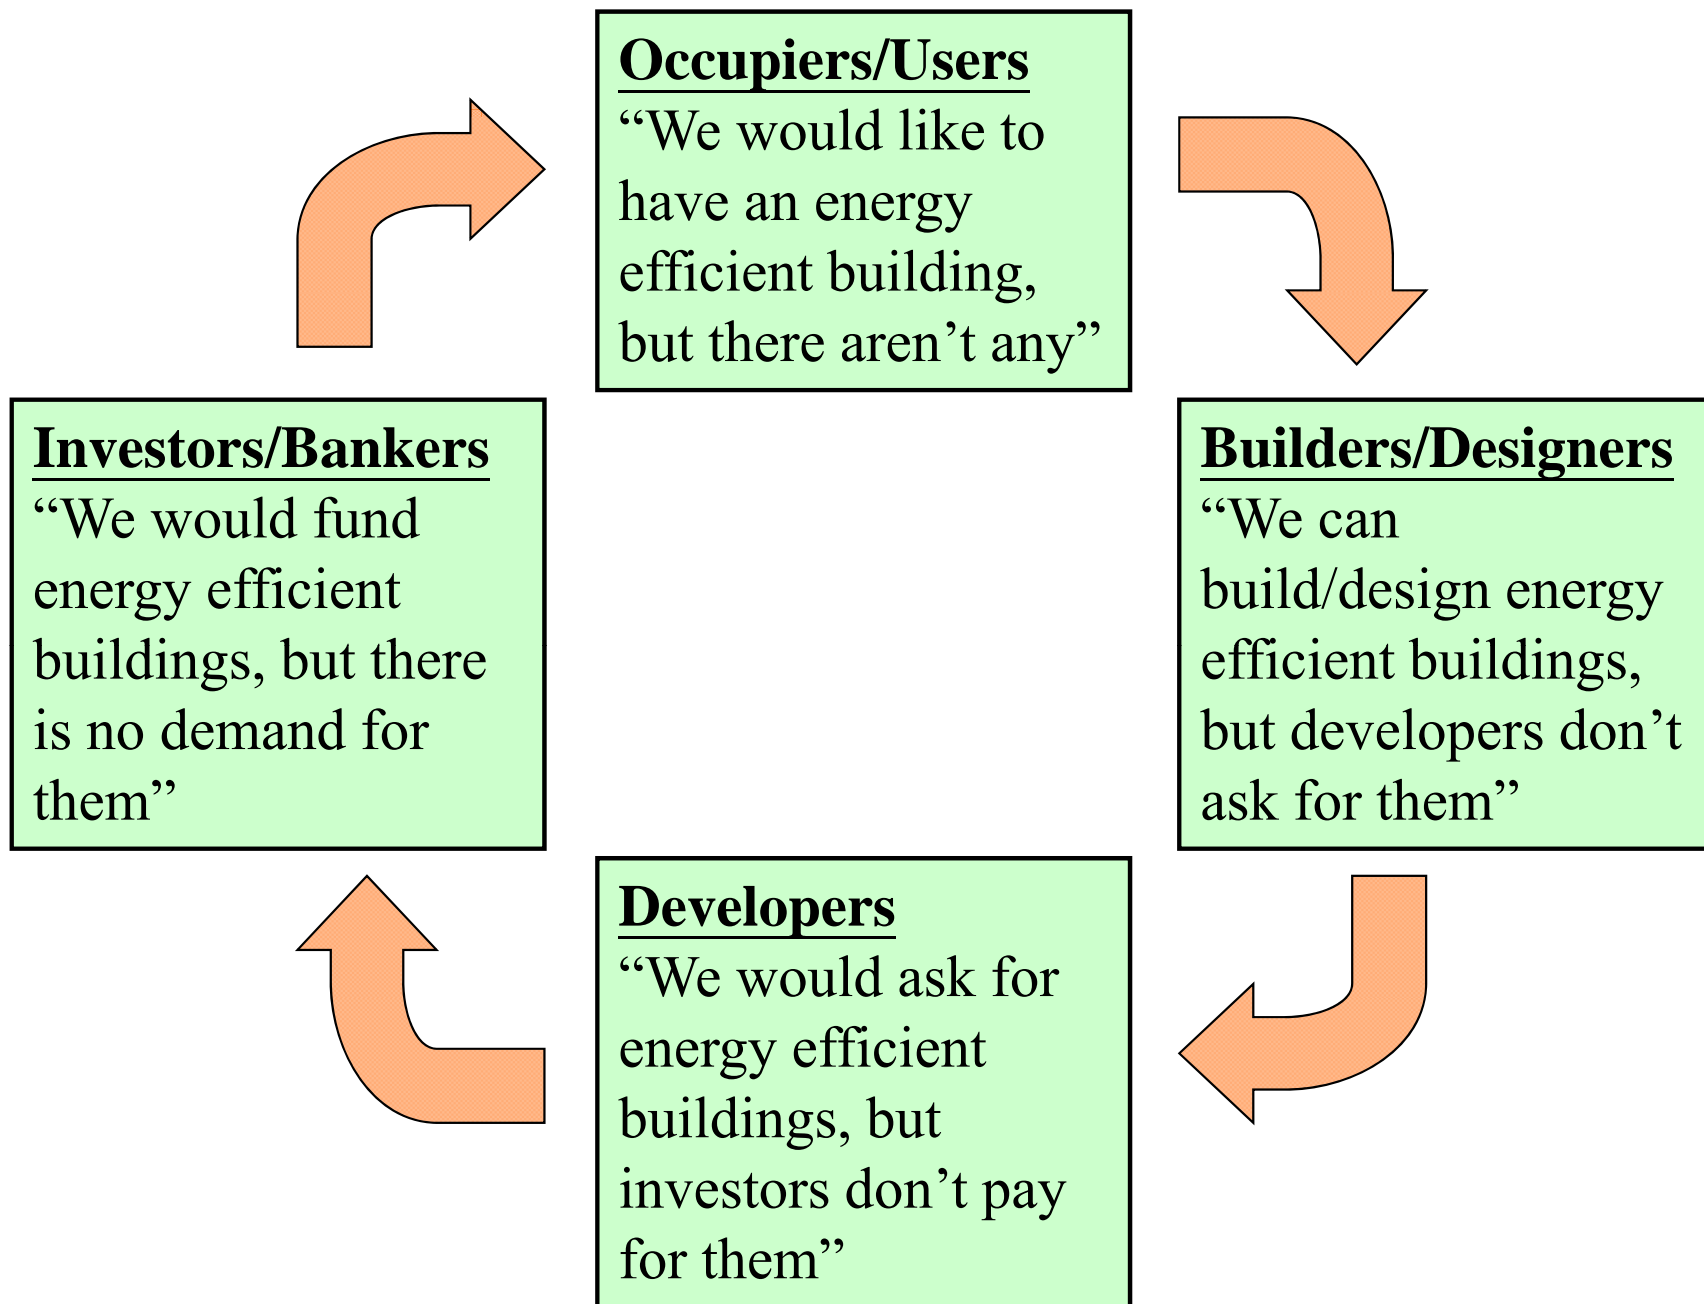 Occupiers/Users
“We would like to
have an energy
efficient building,
but there aren’t any”
Investors/Bankers
“We would fund
energy efficient
buildings, but there
is no demand for
them”
Builders/Designers
“We can
build/design energy
efficient buildings,
but developers don’t
ask for them”
Developers
“We would ask for
energy efficient
buildings, but
investors don’t pay
for them”